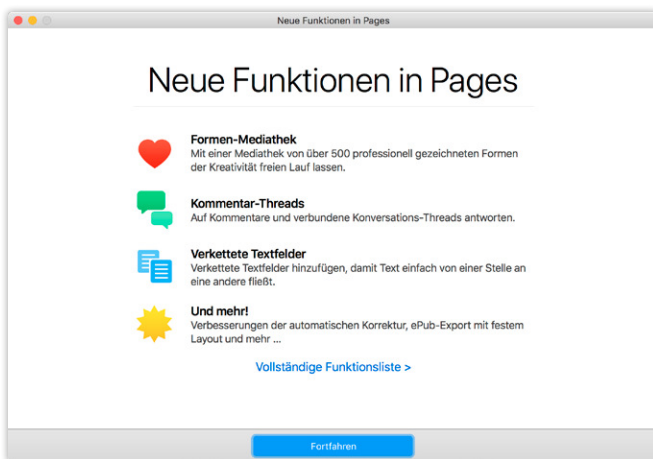 Neue Funktionen in Pages
Neue Funktionen in Pages
Formen-Mediathek
Mit einer Mediathek von über 500 professionell gezeichneten Formen
der Kreativität freien Lauf lassen.
Kommentar-Threads
Auf Kommentare und verbundene Konversations-Threads antworten.
Verkettete Textfelder
Verkettete Textfelder hinzufügen, damit Text einfach von einer Stelle an
eine andere fließt.
Und mehr!
Verbesserungen der automatischen Korrektur, ePub-Export mit festem
Layout und mehr ...
Vollständige Funktionsliste >
Fortfahren